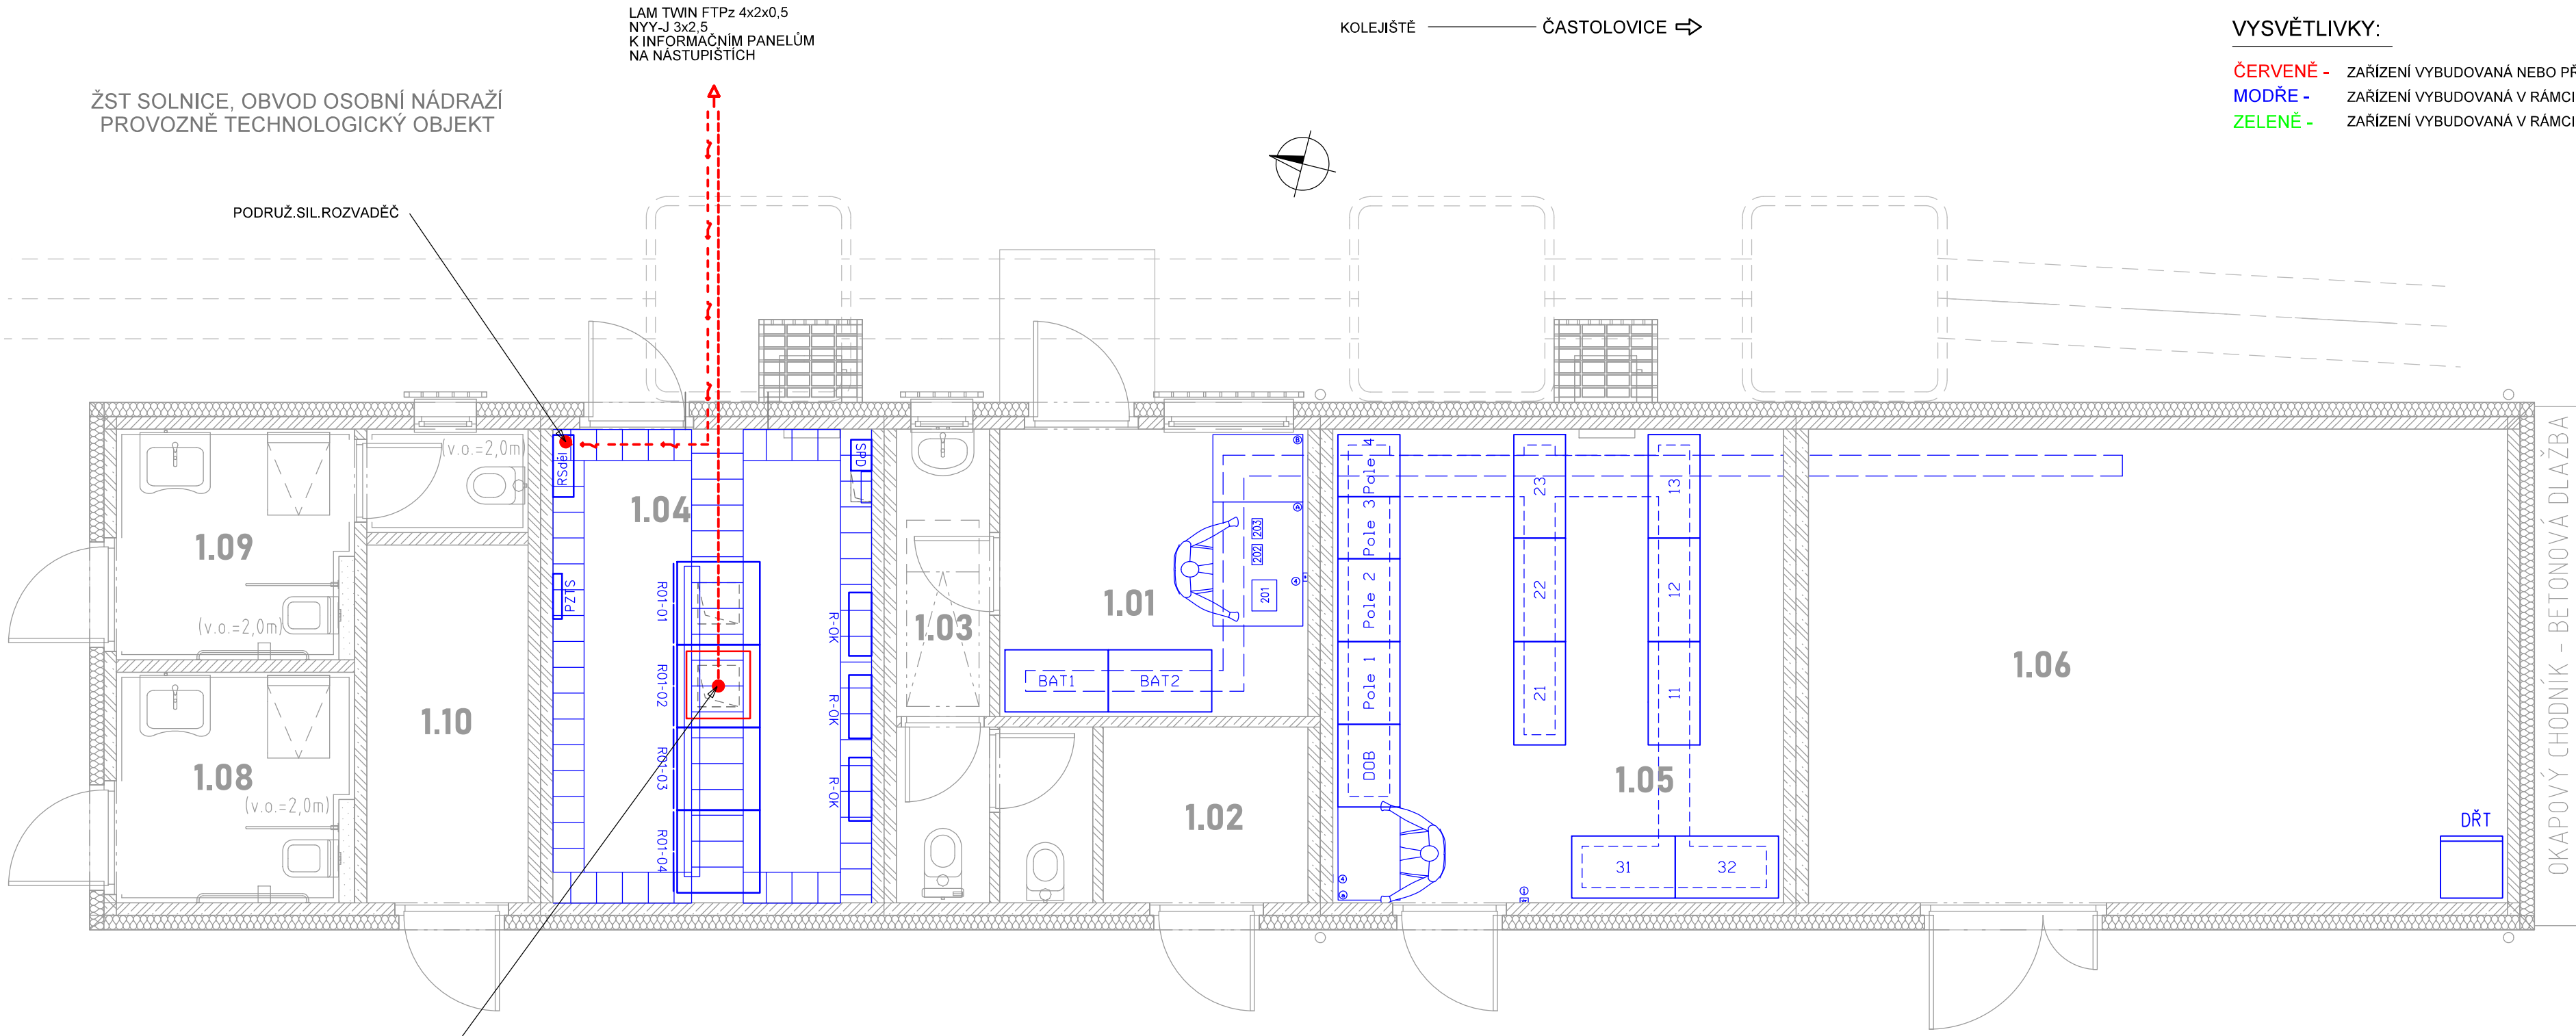 LAM TWIN FTPz 4x2x0,5
NYY-J 3x2,5
K INFORMAČNÍM PANELŮM
NA NÁSTUPIŠTÍCH
KOLEJIŠTĚ
ČASTOLOVICE
VYSVĚTLIVKY:
ČERVENĚ - ZAŘÍZENÍ VYBUDOVANÁ NEBO
MODŘE - ZAŘÍZENÍ VYBUDOVANÁ V RÁMCI
ZELENĚ - ZAŘÍZENÍ VYBUDOVANÁ V RÁMCI
ŽST SOLNICE, OBVOD OSOBNÍ NÁDRAŽÍ
PROVOZNĚ TECHNOLOGICKÝ OBJEKT
PODRUŽ.SIL.ROZVADĚČ
(v.o.=2,0m)
1.09
(v.o.=2,0m)
1.08
(v.o.=2,0m)
1.10
RSděl
1.04
PZTS
R01-01
R01-02
R01-03
R01-04
SPD
R-OK
R-OK
R-OK
1.03
1.01
B
A
203
202
201
4
BAT1
BAT2
1.02
Pole 4
Pole 3
Pole 2
Pole 1
DOB
23
22
21
13
12
11
1.05
31
32
1.06
DŘT
OKAPOVÝ CHODNÍK - BETONOVÁ DLAŽBA